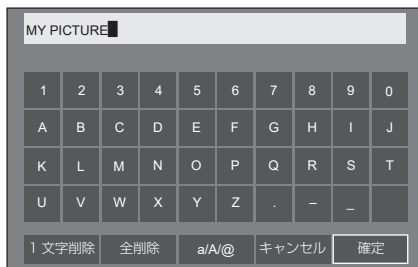 MY PICTURE
1 2 3 4 5 6 7 8 9 0
A B C D E F G H I J
K L M N O P Q R S T
U V W X Y Z . – _
1 文字削除 全削除 a/A/@ キャンセル 確定